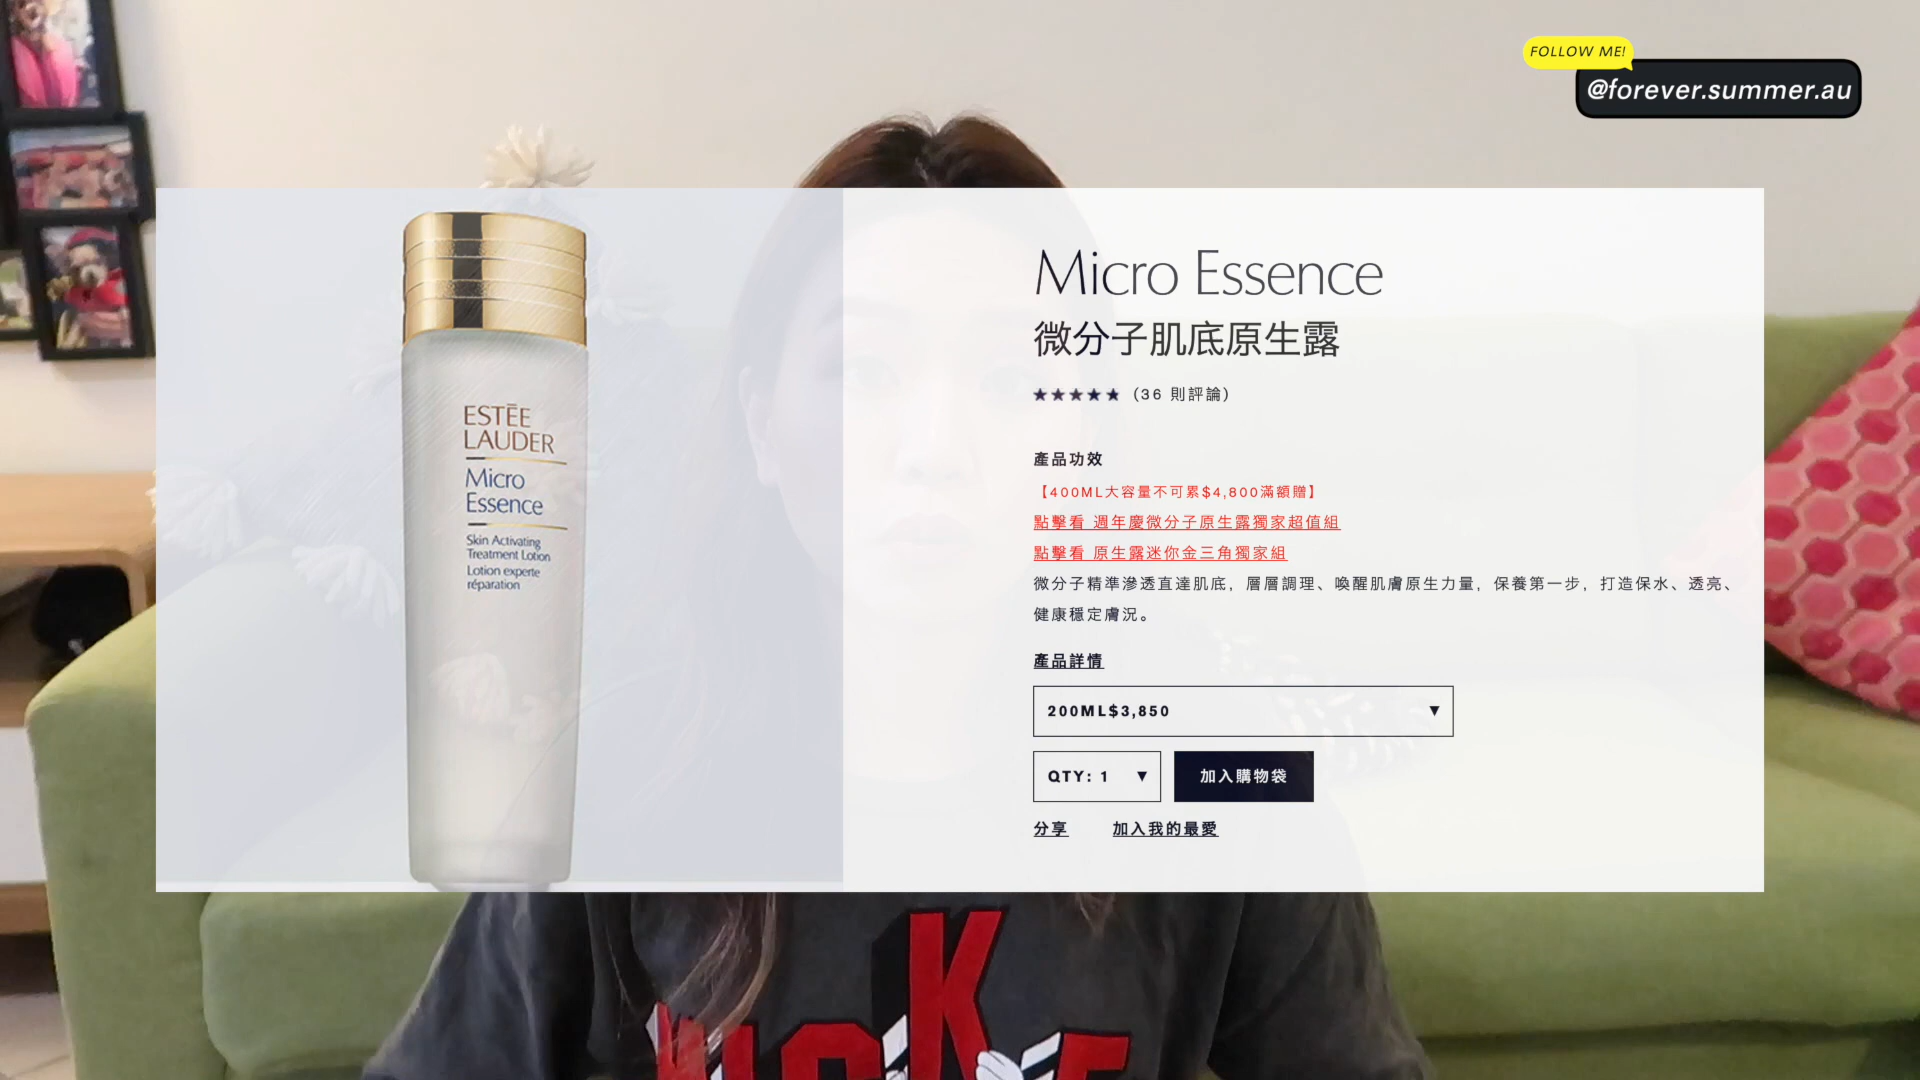 FOLLOW ME!
@forever.summer.au
ESTĒE
LAUDER
Micro
Essence
Skin Activating
Treatment Lotion
Lotion experte
réparation
Micro Essence
微分子肌底原生露
★★★★★ (36 則評論)
產品功效
【400ML大容量不可累$4,800滿額贈】
點擊看 週年慶微分子原生露獨家超值組
點擊看 原生露迷你金三角獨家組
微分子精準滲透直達肌底，層層調理、喚醒肌膚原生力量，保養第一步，打造保水、透亮、
健康穩定膚況。
產品詳情
200ML$3,850 ▼
QTY: 1 ▼
加入購物袋
分享
加入我的最愛